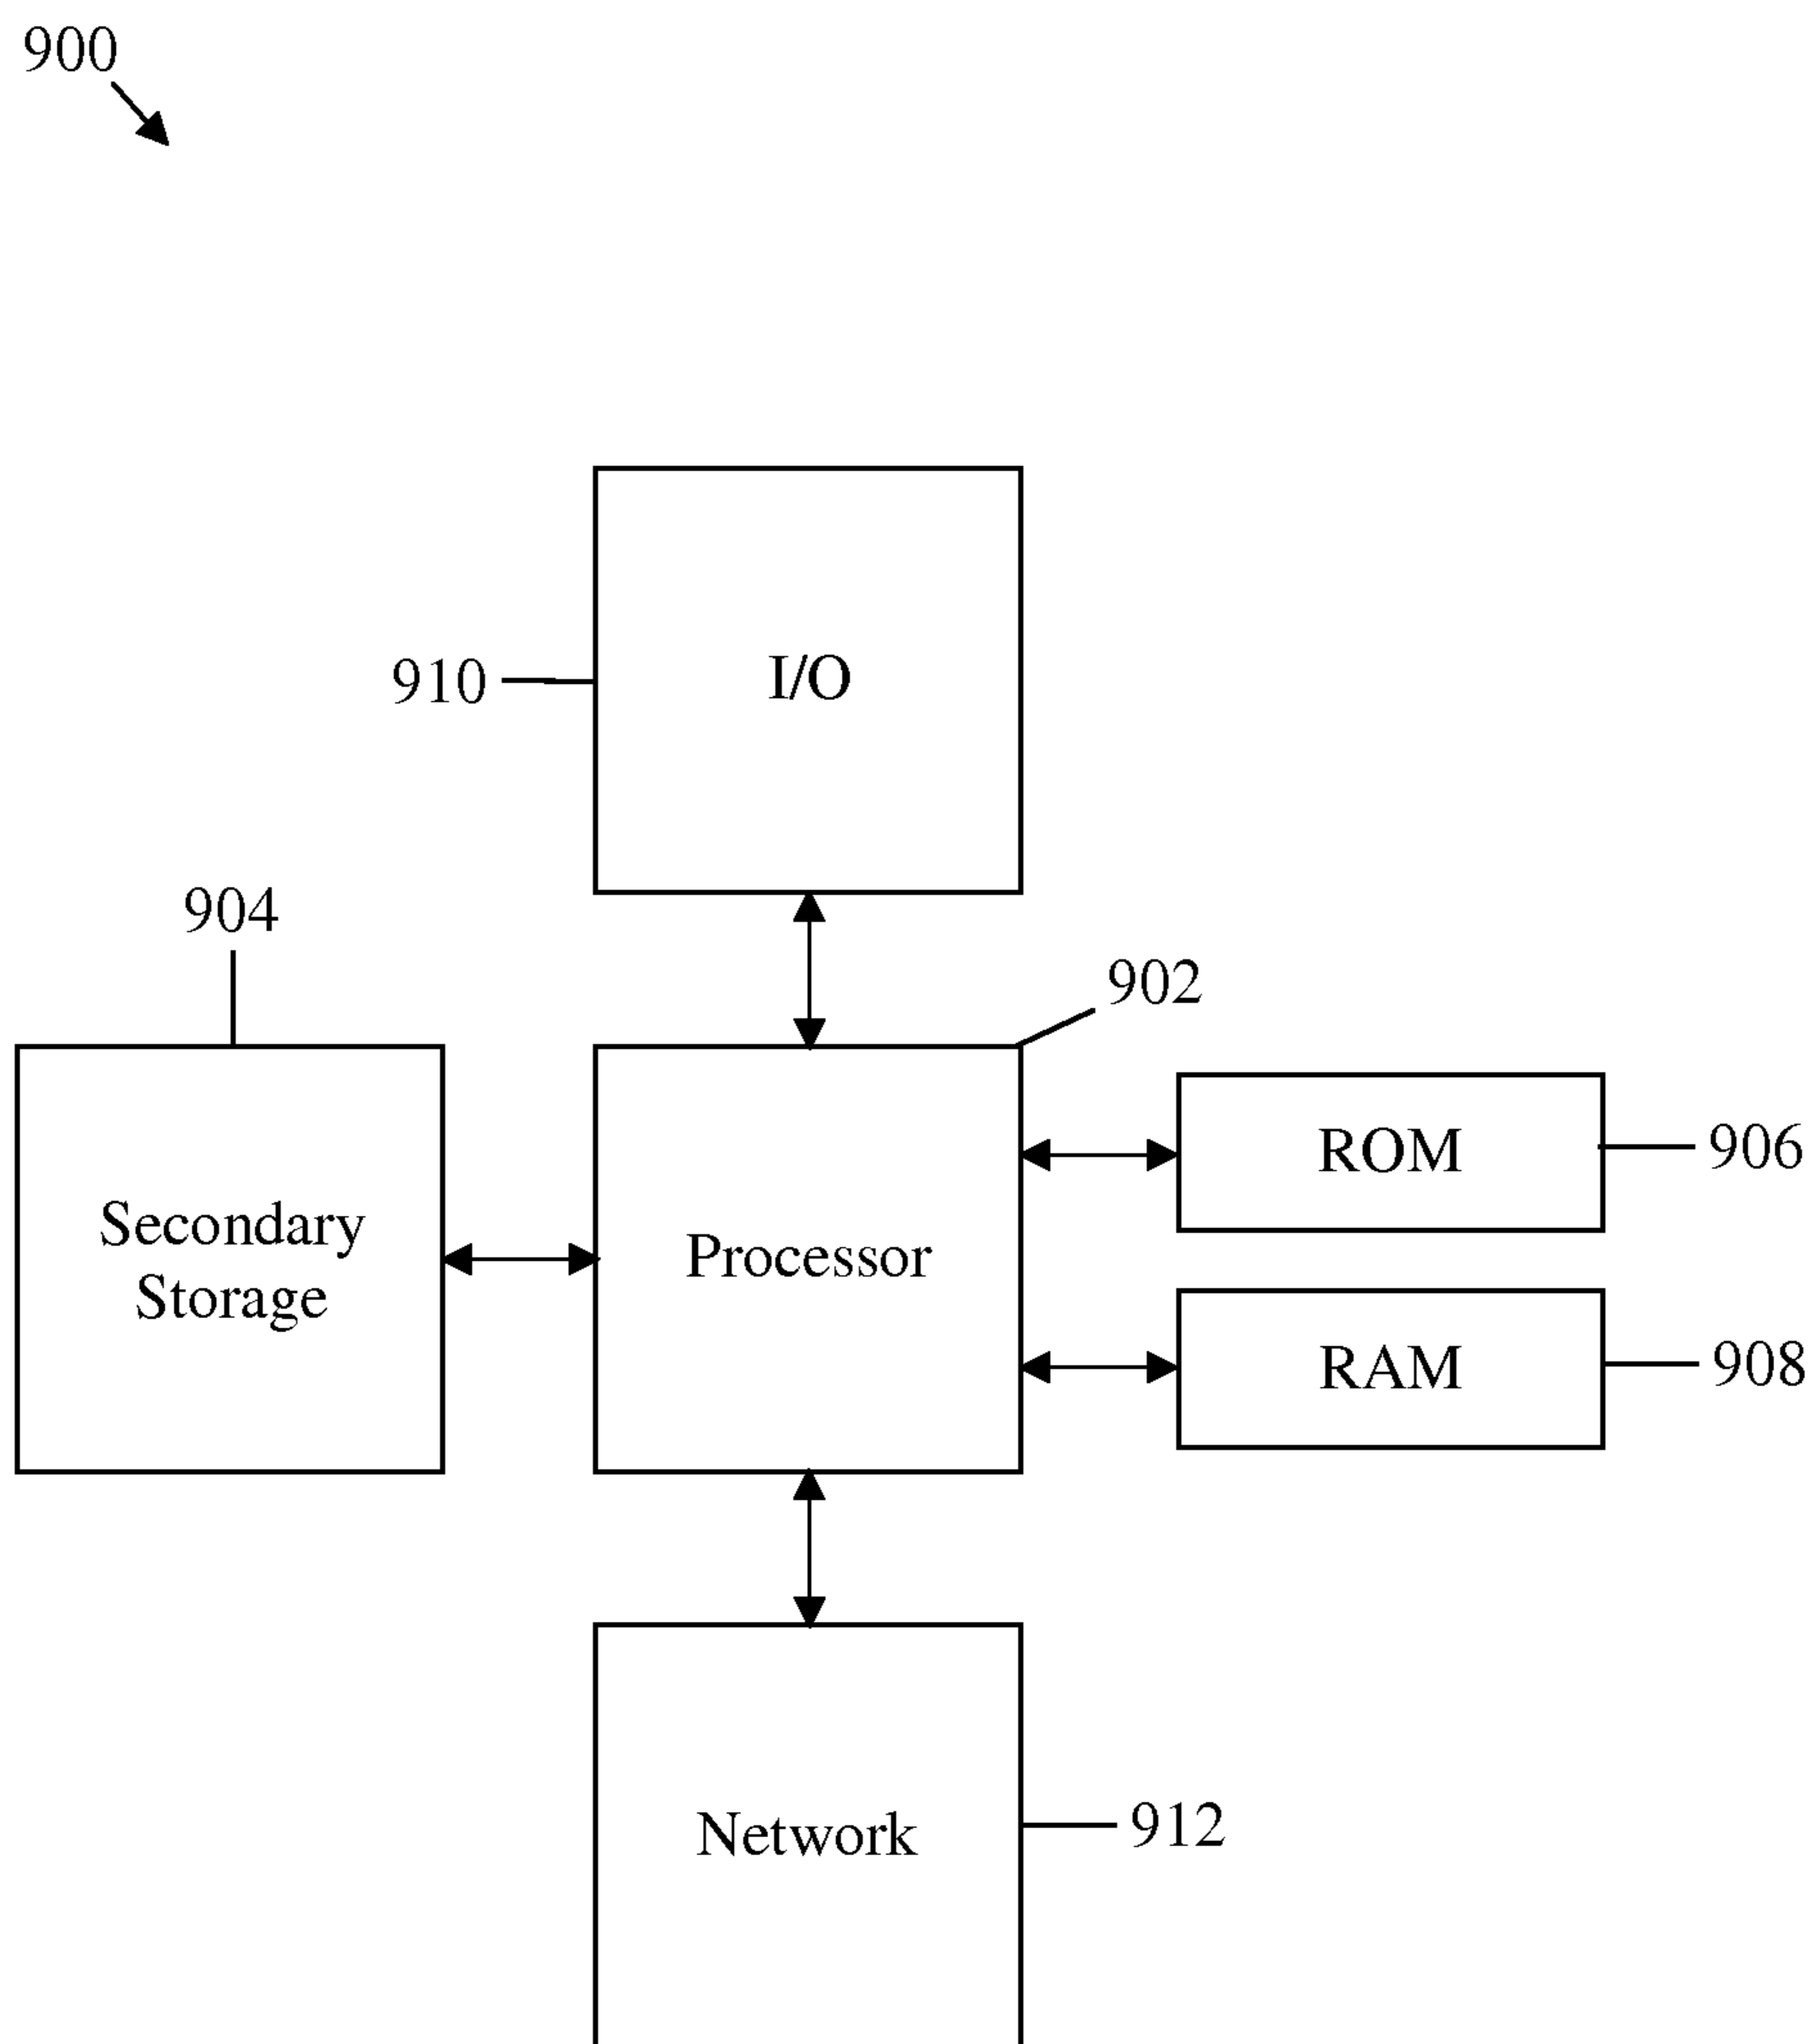 900
I/O
910
904
902
ROM
906
Secondary
Storage
Processor
RAM
908
Network
912